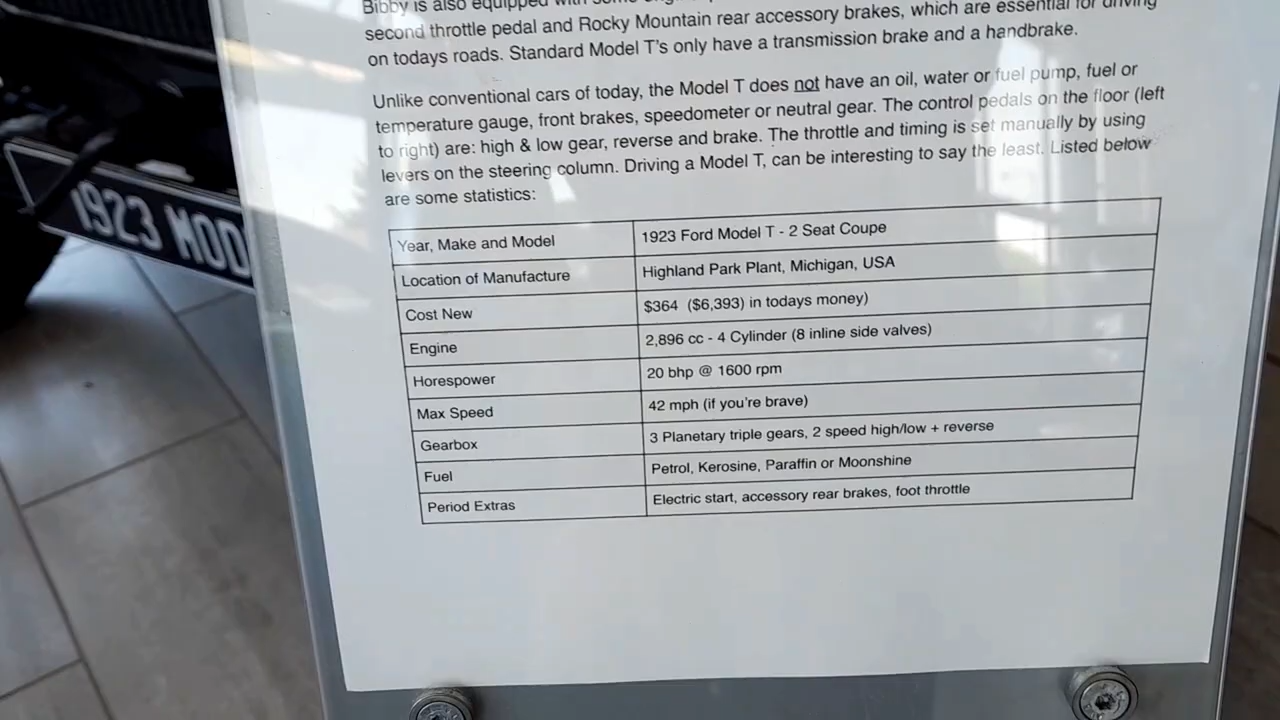 Bibby is also equipped with some
second throttle pedal and Rocky Mountain rear accessory brakes, which are essential for driving
on todays roads. Standard Model T's only have a transmission brake and a handbrake.
Unlike conventional cars of today, the Model T does not have an oil, water or fuel pump, fuel or
temperature gauge, front brakes, speedometer or neutral gear. The control pedals on the floor (left
to right) are: high & low gear, reverse and brake. The throttle and timing is set manually by using
levers on the steering column. Driving a Model T, can be interesting to say the least. Listed below
are some statistics:
Year, Make and Model 1923 Ford Model T - 2 Seat Coupe
Location of Manufacture Highland Park Plant, Michigan, USA
Cost New $364 ($6,393) in todays money)
Engine 2,896 cc - 4 Cylinder (8 inline side valves)
Horespower 20 bhp @ 1600 rpm
Max Speed 42 mph (if you're brave)
Gearbox 3 Planetary triple gears, 2 speed high/low + reverse
Fuel Petrol, Kerosine, Paraffin or Moonshine
Period Extras Electric start, accessory rear brakes, foot throttle
1923 MOD